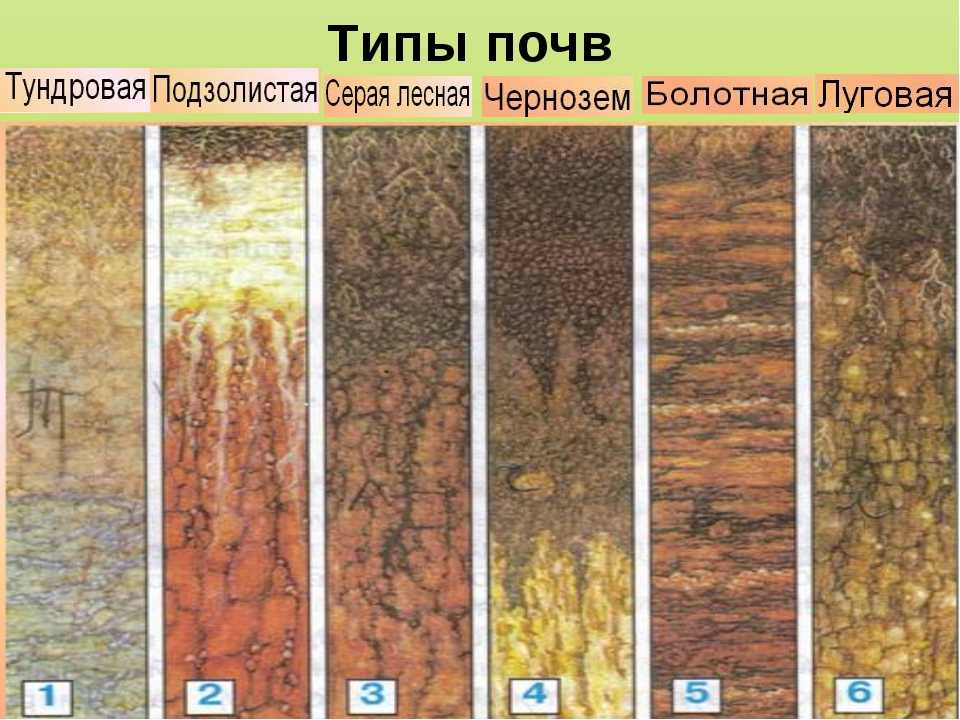 Типы почв
Тундровая Подзолистая Серая лесная Чернозем Болотная Луговая
1 2 3 4 5 6